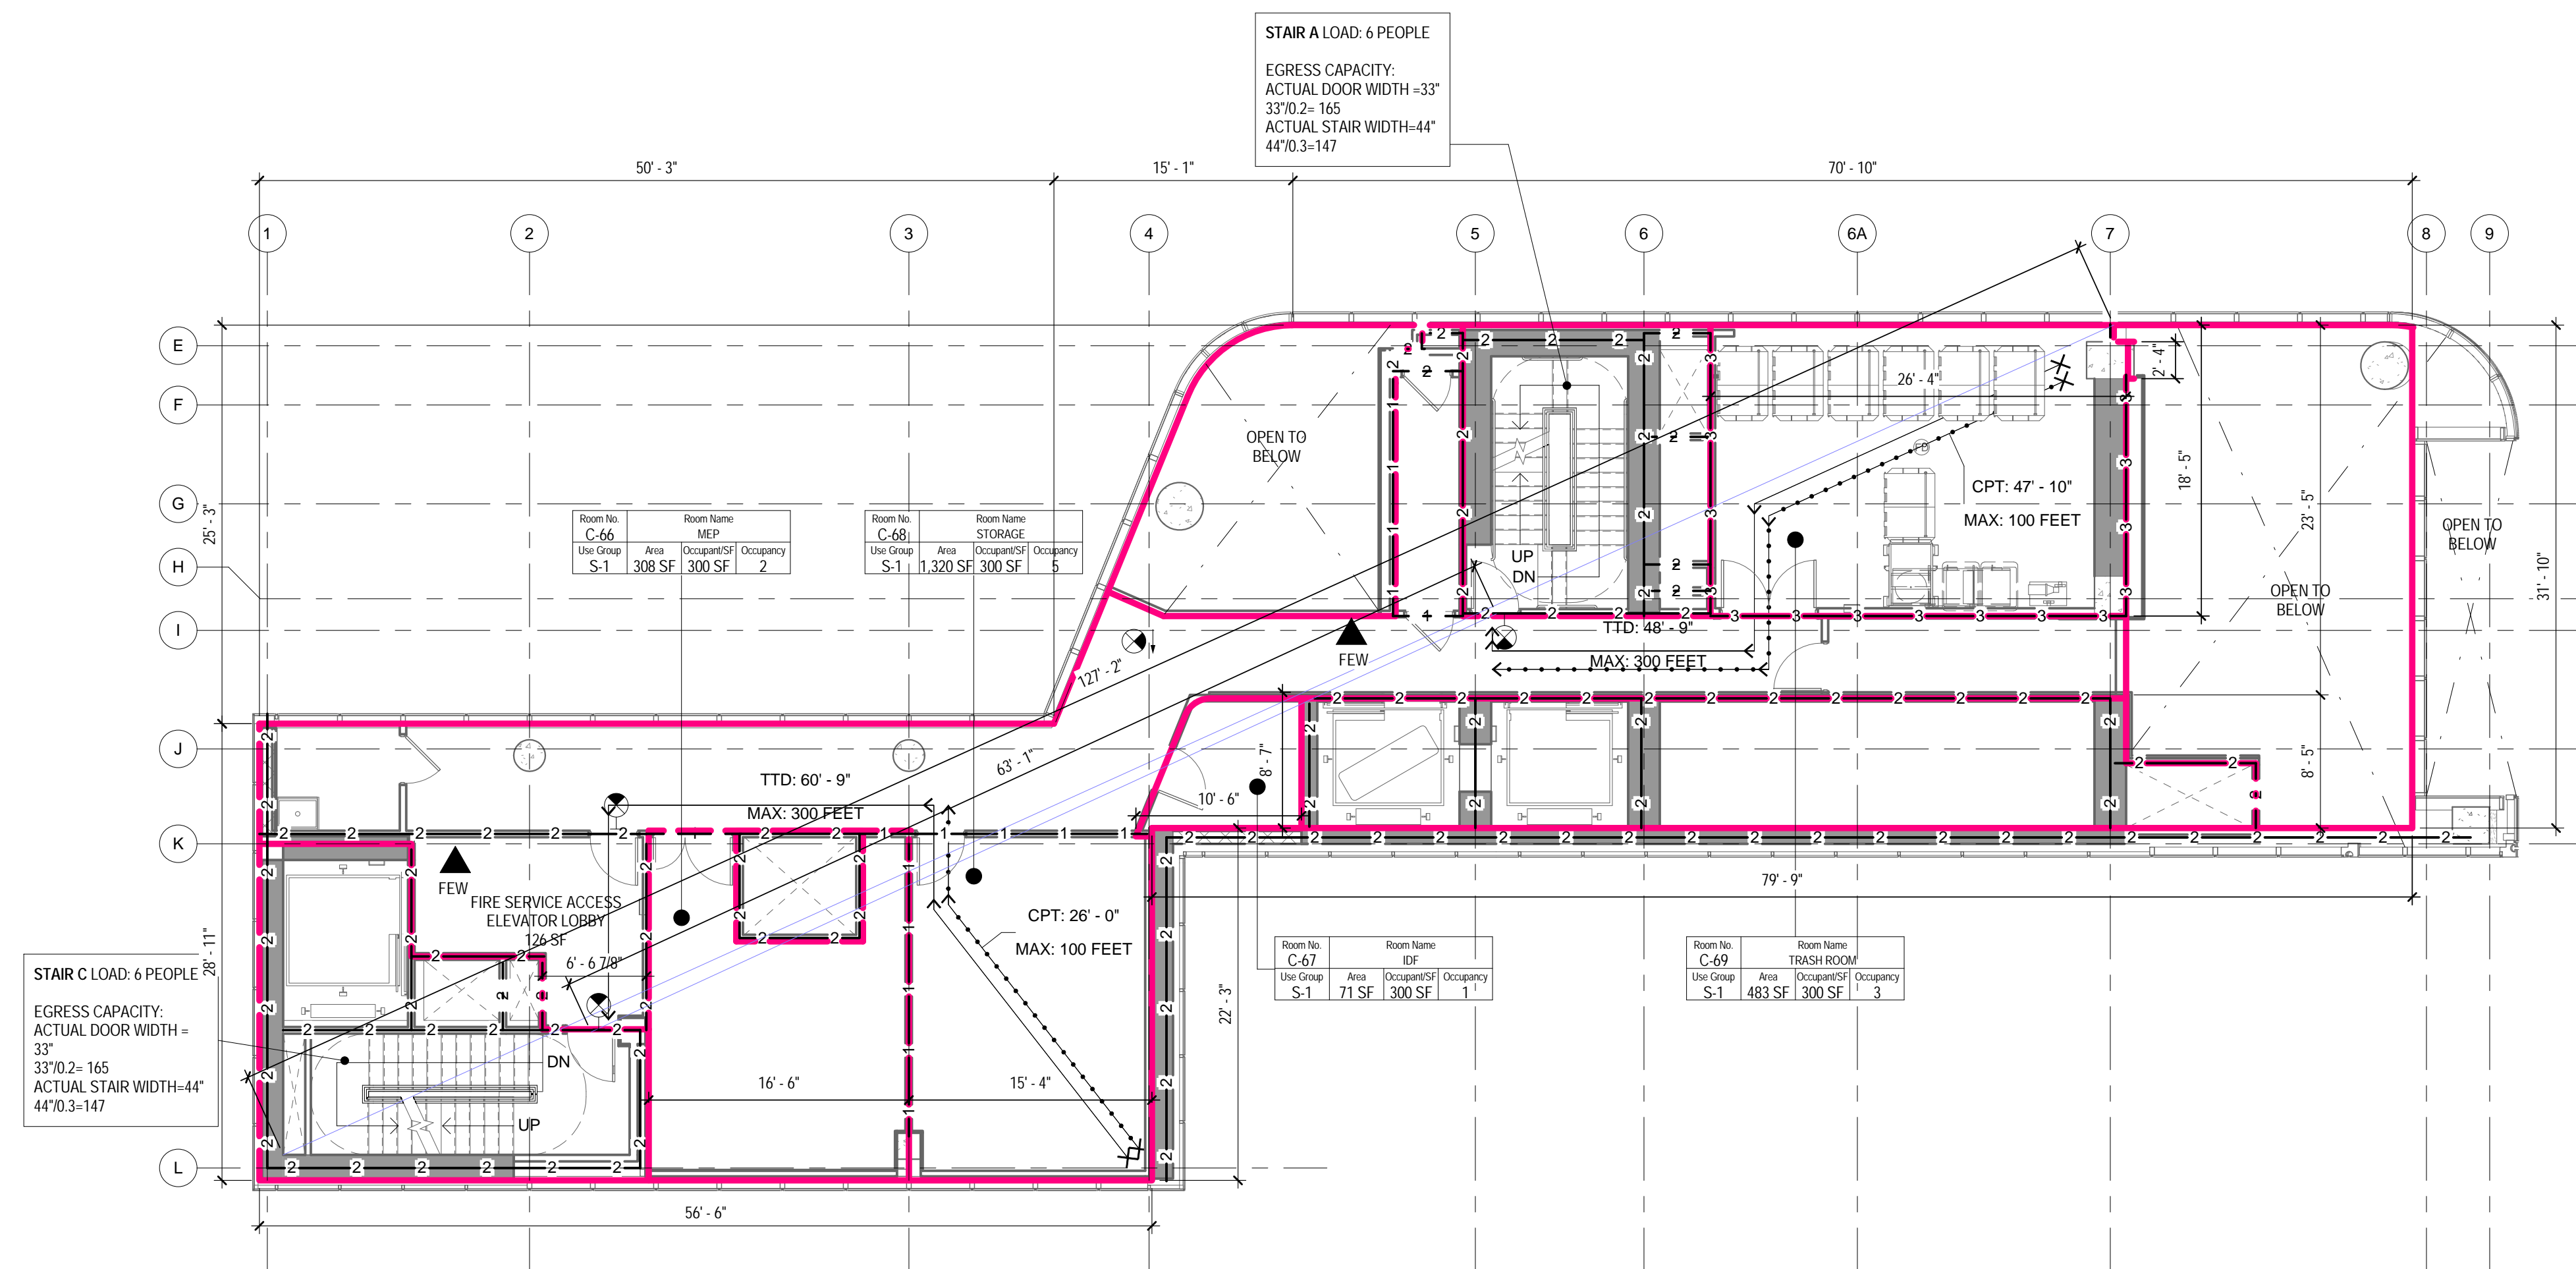 STAIR A LOAD: 6 PEOPLE
EGRESS CAPACITY:
ACTUAL DOOR WIDTH =33"
33"/0.2= 165
ACTUAL STAIR WIDTH=44"
44"/0.3=147
50' - 3"
15' - 1"
70' - 10"
1
2
3
4
5
6
6A
7
8
9
E
F
G
H
I
J
K
L
25' - 3"
28' - 11"
OPEN TO
BELOW
26' - 4"
2' - 4"
18' - 5"
23' - 5"
31' - 10"
8' - 5"
CPT: 47' - 10"
MAX: 100 FEET
FD
OPEN TO
BELOW
OPEN TO
BELOW
Room No.
Room Name
C-66
MEP
Use Group
Area
Occupant/SF
Occupancy
S-1
308 SF
300 SF
2
Room No.
Room Name
C-68
STORAGE
Use Group
Area
Occupant/SF
Occupancy
S-1
1,320 SF
300 SF
5
UP
DN
TTD: 48' - 9"
MAX: 300 FEET
FEW
127' - 2"
63' - 1"
8' - 7"
10' - 6"
TTD: 60' - 9"
MAX: 300 FEET
FEW
FIRE SERVICE ACCESS
ELEVATOR LOBBY
126 SF
6' - 6 7/8"
CPT: 26' - 0"
MAX: 100 FEET
79' - 9"
22' - 3"
Room No.
Room Name
C-67
IDF
Use Group
Area
Occupant/SF
Occupancy
S-1
71 SF
300 SF
1
Room No.
Room Name
C-69
TRASH ROOM
Use Group
Area
Occupant/SF
Occupancy
S-1
483 SF
300 SF
3
STAIR C LOAD: 6 PEOPLE
EGRESS CAPACITY:
ACTUAL DOOR WIDTH =
33"
33"/0.2= 165
ACTUAL STAIR WIDTH=44"
44"/0.3=147
DN
UP
16' - 6"
15' - 4"
56' - 6"